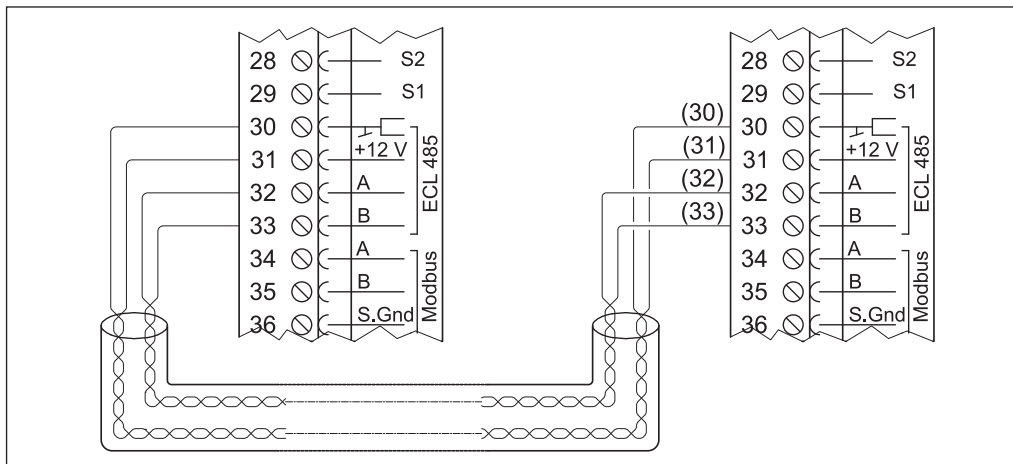 28 S2
29 S1
30
31 +12 V
32 A
33 B
ECL 485
34 A
35 B
36 S.Gnd
Modbus
(30)
(31)
(32)
(33)
28 S2
29 S1
30
31 +12 V
32 A
33 B
ECL 485
34 A
35 B
36 S.Gnd
Modbus